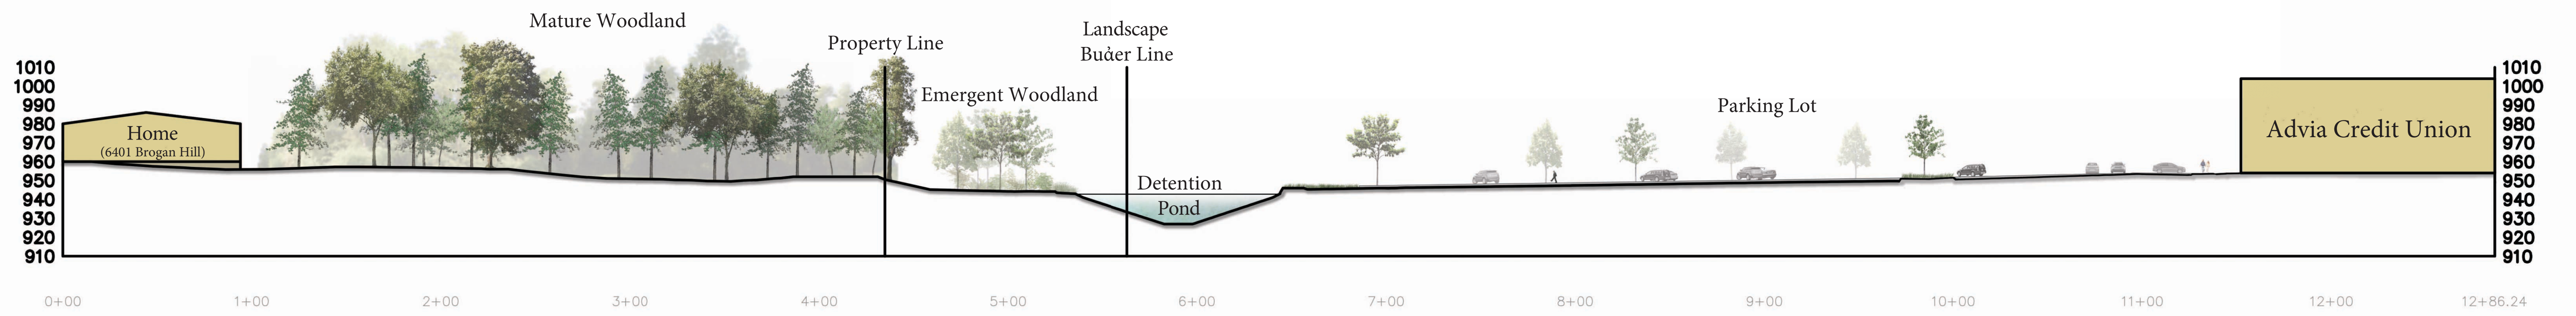 Mature Woodland
Landscape
Property Line
Buảer Line
1010
1000
990
980
970
960
950
940
930
920
910
Home
(6401 Brogan Hill)
Emergent Woodland
Detention
Pond
Parking Lot
Advia Credit Union
1010
1000
990
980
970
960
950
940
930
920
910
0+00 1+00 2+00 3+00 4+00 5+00 6+00 7+00 8+00 9+00 10+00 11+00 12+00 12+86.24